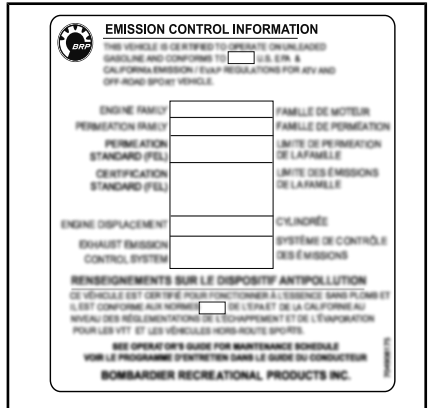 BRP
EMISSION CONTROL INFORMATION
THIS VEHICLE IS CERTIFIED TO OPERATE ON UNLEADED
GASOLINE AND CONFORMS TO U.S. EPA &
CALIFORNIA EMISSION / EVAP REGULATIONS FOR ATV AND
OFF-ROAD SPORT VEHICLE.
ENGINE FAMILY FAMILLE DE MOTEUR
PERMEATION FAMILY FAMILLE DE PERMÉATION
PERMEATION LIMITE DE PERMEATION
STANDARD (FEL) DE LA FAMILLE
CERTIFICATION LIMITE DES ÉMISSIONS
STANDARD (FEL) DE LA FAMILLE
ENGINE DISPLACEMENT CYLINDRÉE
EXHAUST EMISSION SYSTÈME DE CONTRÔLE
CONTROL SYSTEM DES ÉMISSIONS
RENSEIGNEMENTS SUR LE DISPOSITIF ANTIPOLLUTION
CE VÉHICULE EST CERTIFIÉ POUR FONCTIONNER À L'ESSENCE SANS PLOMB ET
IL EST CONFORME AUX NORMES DE L'EPA ET DE LA CALIFORNIE AU
NIVEAU DES RÉGLEMENTATIONS DE L'ÉCHAPPEMENT ET DE L'ÉVAPORATION
POUR LES VTT ET LES VÉHICULES HORS-ROUTE SPORTS.
SEE OPERATOR'S GUIDE FOR MAINTENANCE SCHEDULE
VOIR LE PROGRAMME D'ENTRETIEN DANS LE GUIDE DU CONDUCTEUR
BOMBARDIER RECREATIONAL PRODUCTS INC.